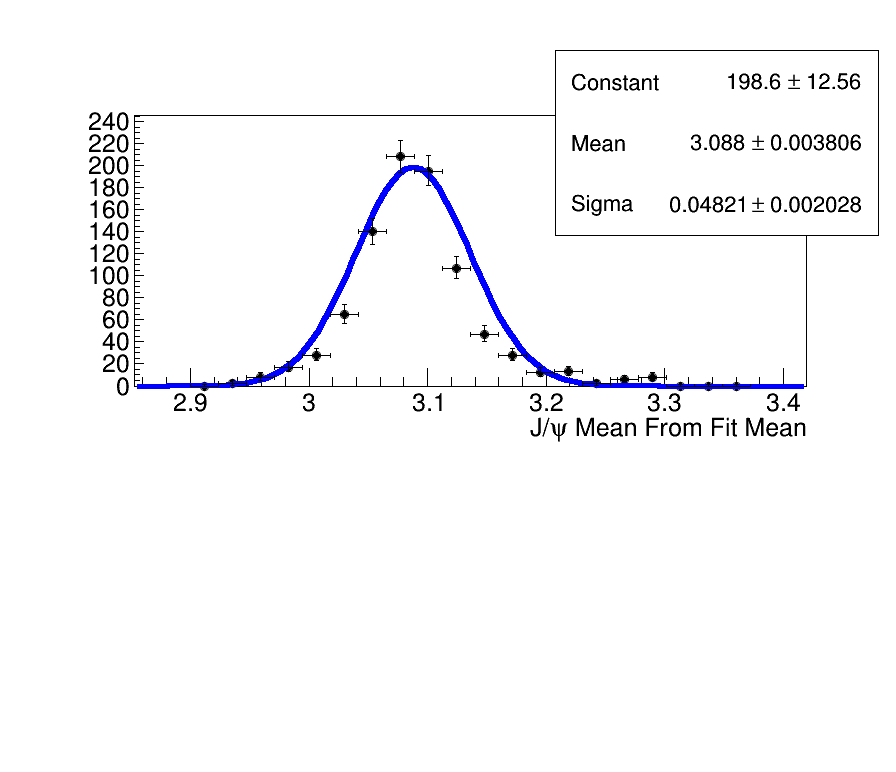 Constant 198.6 ± 12.56
Mean 3.088 ± 0.003806
Sigma 0.04821 ± 0.002028
240
220
200
180
160
140
120
100
80
60
40
20
0
2.9 3 3.1 3.2 3.3 3.4
J/ψ Mean From Fit Mean